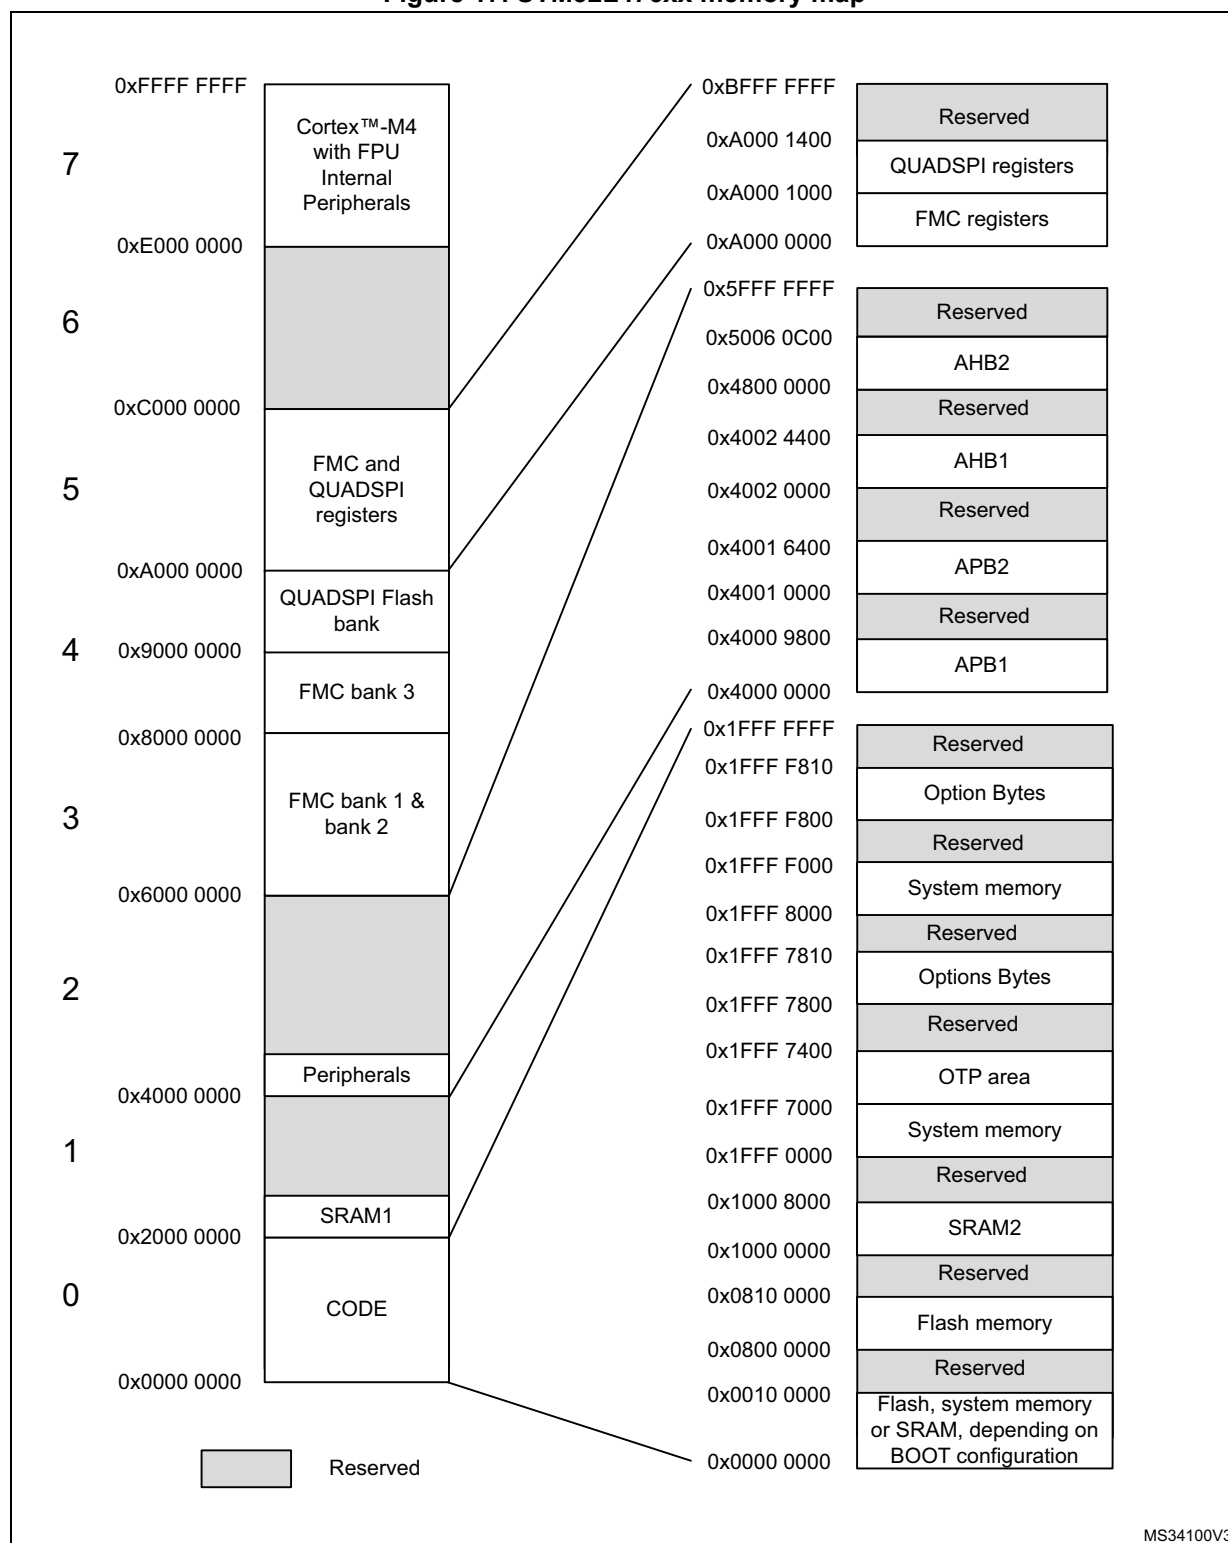 Figure
memory map
0xFFFF FFFF
Cortex™-M4
with FPU
Internal
Peripherals
7
0xE000 0000
6
0xC000 0000
FMC and
QUADSPI
registers
5
0xA000 0000
QUADSPI Flash
bank
4
0x9000 0000
FMC bank 3
0x8000 0000
FMC bank 1 &
bank 2
3
0x6000 0000
2
Peripherals
0x4000 0000
1
SRAM1
0x2000 0000
0
CODE
0x0000 0000
Reserved
0xBFFF FFFF
Reserved
0xA000 1400
QUADSPI registers
0xA000 1000
FMC registers
0xA000 0000
0x5FFF FFFF
Reserved
0x5006 0C00
AHB2
0x4800 0000
Reserved
0x4002 4400
AHB1
0x4002 0000
Reserved
0x4001 6400
APB2
0x4001 0000
Reserved
0x4000 9800
APB1
0x4000 0000
0x1FFF FFFF
Reserved
0x1FFF F810
Option Bytes
0x1FFF F800
Reserved
0x1FFF F000
System memory
0x1FFF 8000
Reserved
0x1FFF 7810
Options Bytes
0x1FFF 7800
Reserved
0x1FFF 7400
OTP area
0x1FFF 7000
System memory
0x1FFF 0000
Reserved
0x1000 8000
SRAM2
0x1000 0000
Reserved
0x0810 0000
Flash memory
0x0800 0000
Reserved
0x0010 0000
Flash, system memory
or SRAM, depending on
BOOT configuration
0x0000 0000
MS34100V3